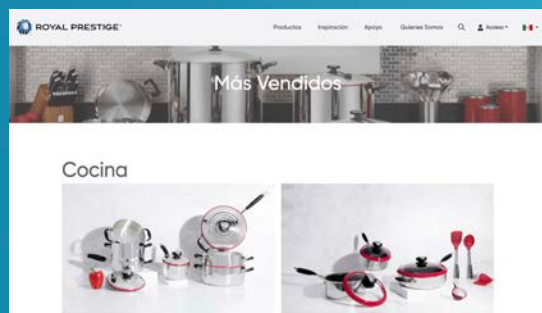 ROYAL PRESTIGE®
Productos Inspiración Apoyo Quienes Somos Acceso
Más Vendidos
Cocina